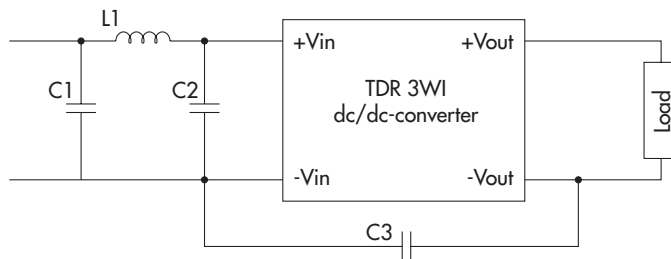 L1
+Vin
+Vout
C1
C2
TDR 3WI
dc/dc-converter
Load
-Vin
-Vout
C3